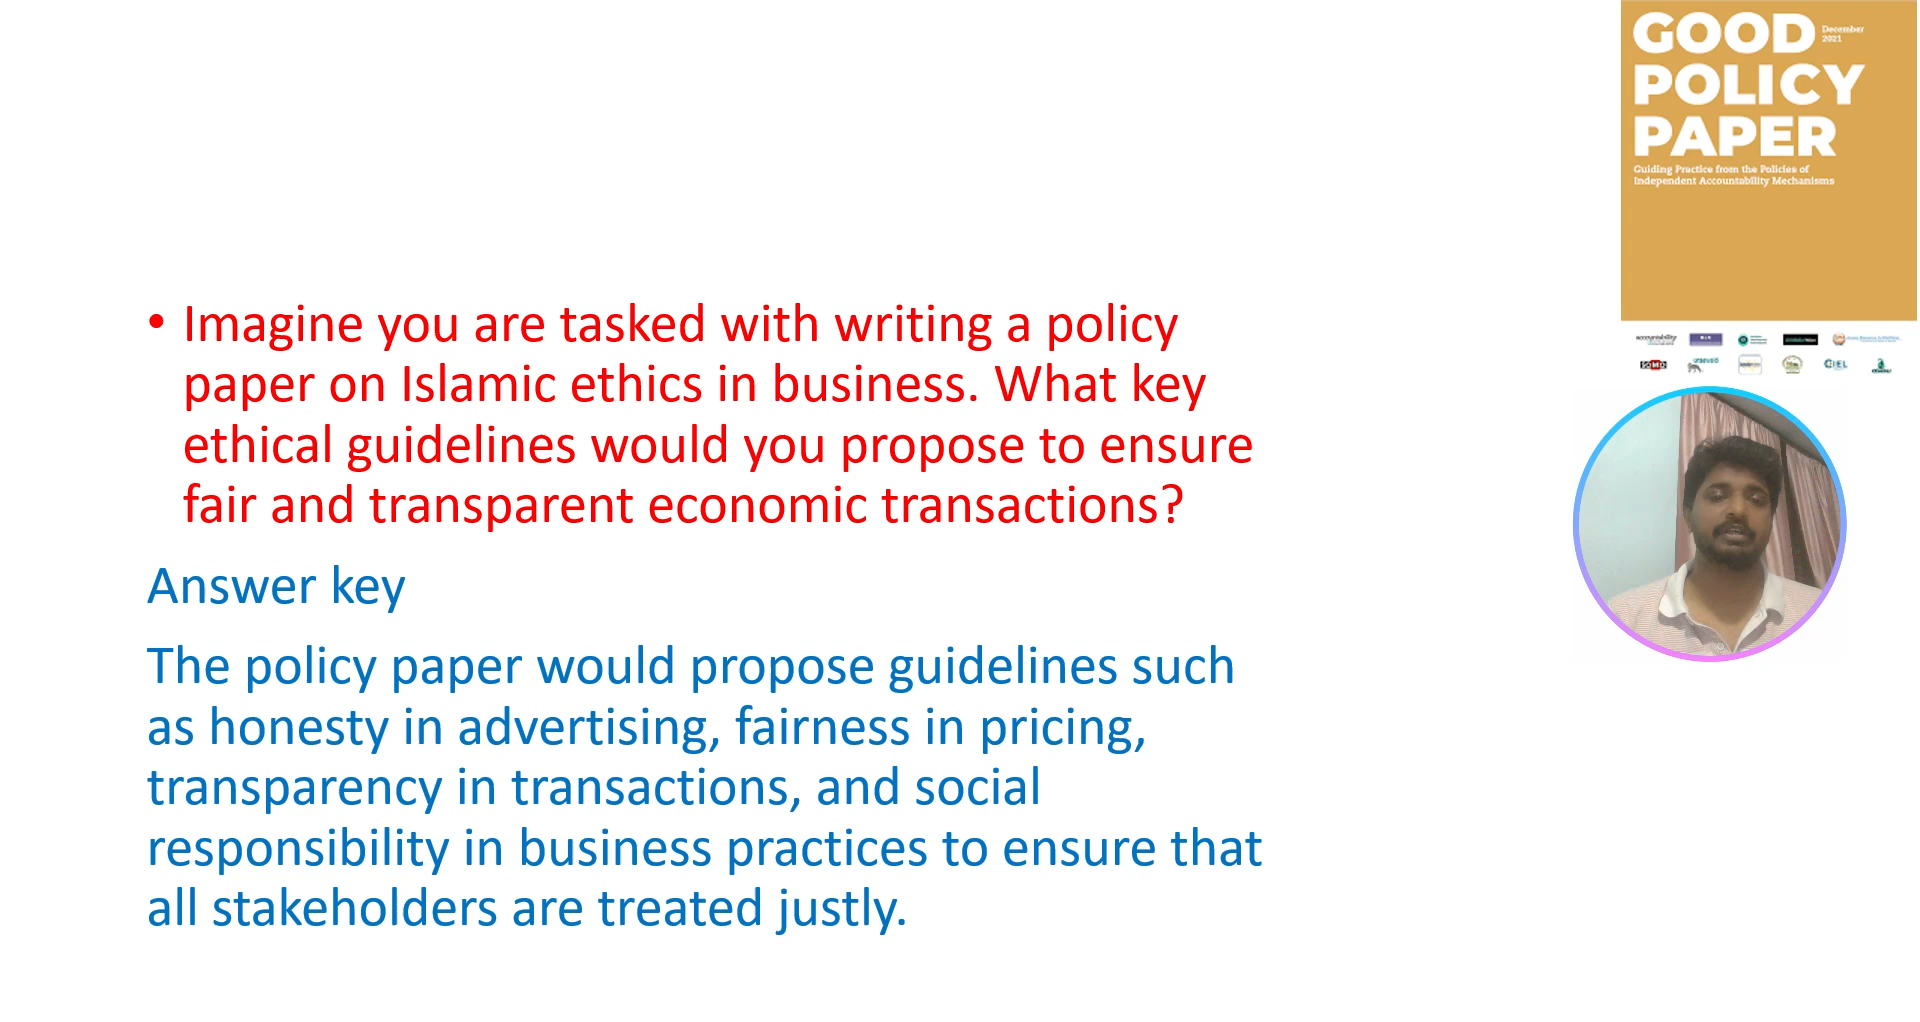 GOOD
December
2021
POLICY
PAPER
Guiding Practice from the Policies of
Independent Accountability Mechanisms
• Imagine you are tasked with writing a policy
paper on Islamic ethics in business. What key
ethical guidelines would you propose to ensure
fair and transparent economic transactions?
Answer key
The policy paper would propose guidelines such
as honesty in advertising, fairness in pricing,
transparency in transactions, and social
responsibility in business practices to ensure that
all stakeholders are treated justly.
accountability
SOMO
CIEL